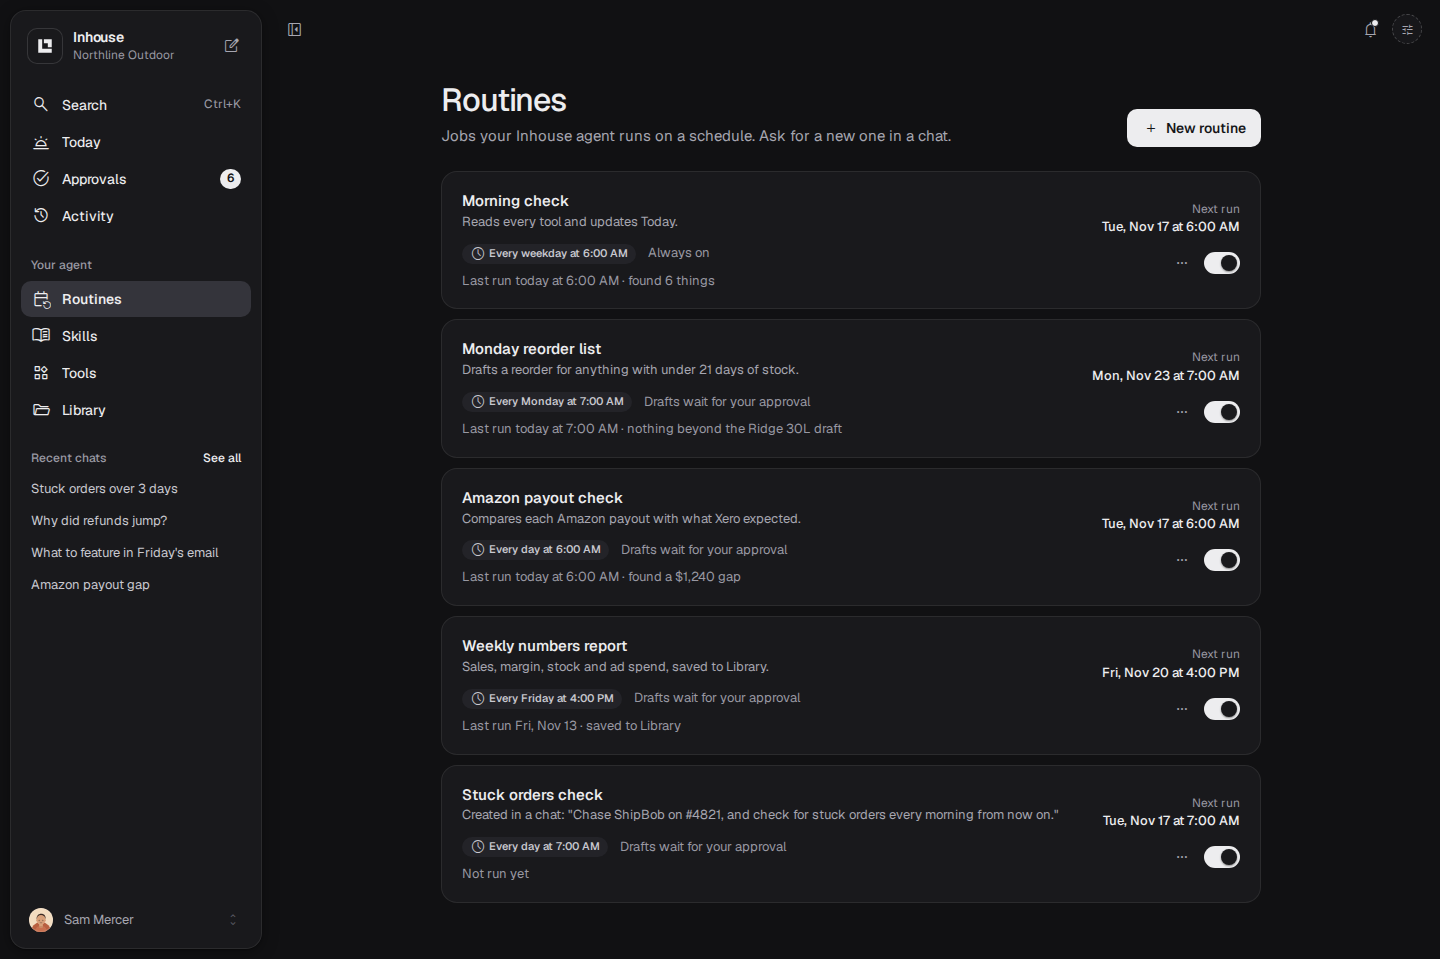 Inhouse
Northline Outdoor
Search Ctrl+K
Today
Approvals 6
Activity
Your agent
Routines
Skills
Tools
Library
Recent chats See all
Stuck orders over 3 days
Why did refunds jump?
What to feature in Friday's email
Amazon payout gap
Sam Mercer
Routines
Jobs your Inhouse agent runs on a schedule. Ask for a new one in a chat.
+ New routine
Morning check
Reads every tool and updates Today.
Every weekday at 6:00 AM Always on
Last run today at 6:00 AM · found 6 things
Next run
Tue, Nov 17 at 6:00 AM
Monday reorder list
Drafts a reorder for anything with under 21 days of stock.
Every Monday at 7:00 AM Drafts wait for your approval
Last run today at 7:00 AM · nothing beyond the Ridge 30L draft
Next run
Mon, Nov 23 at 7:00 AM
Amazon payout check
Compares each Amazon payout with what Xero expected.
Every day at 6:00 AM Drafts wait for your approval
Last run today at 6:00 AM · found a $1,240 gap
Next run
Tue, Nov 17 at 6:00 AM
Weekly numbers report
Sales, margin, stock and ad spend, saved to Library.
Every Friday at 4:00 PM Drafts wait for your approval
Last run Fri, Nov 13 · saved to Library
Next run
Fri, Nov 20 at 4:00 PM
Stuck orders check
Created in a chat: "Chase ShipBob on #4821, and check for stuck orders every morning from now on."
Every day at 7:00 AM Drafts wait for your approval
Not run yet
Next run
Tue, Nov 17 at 7:00 AM